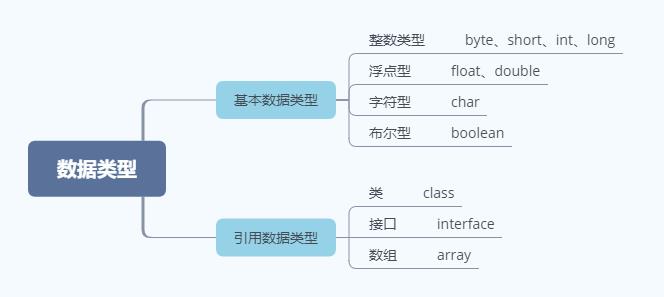 数据类型
基本数据类型
整数类型 byte、short、int、long
浮点型 float、double
字符型 char
布尔型 boolean
引用数据类型
类 class
接口 interface
数组 array